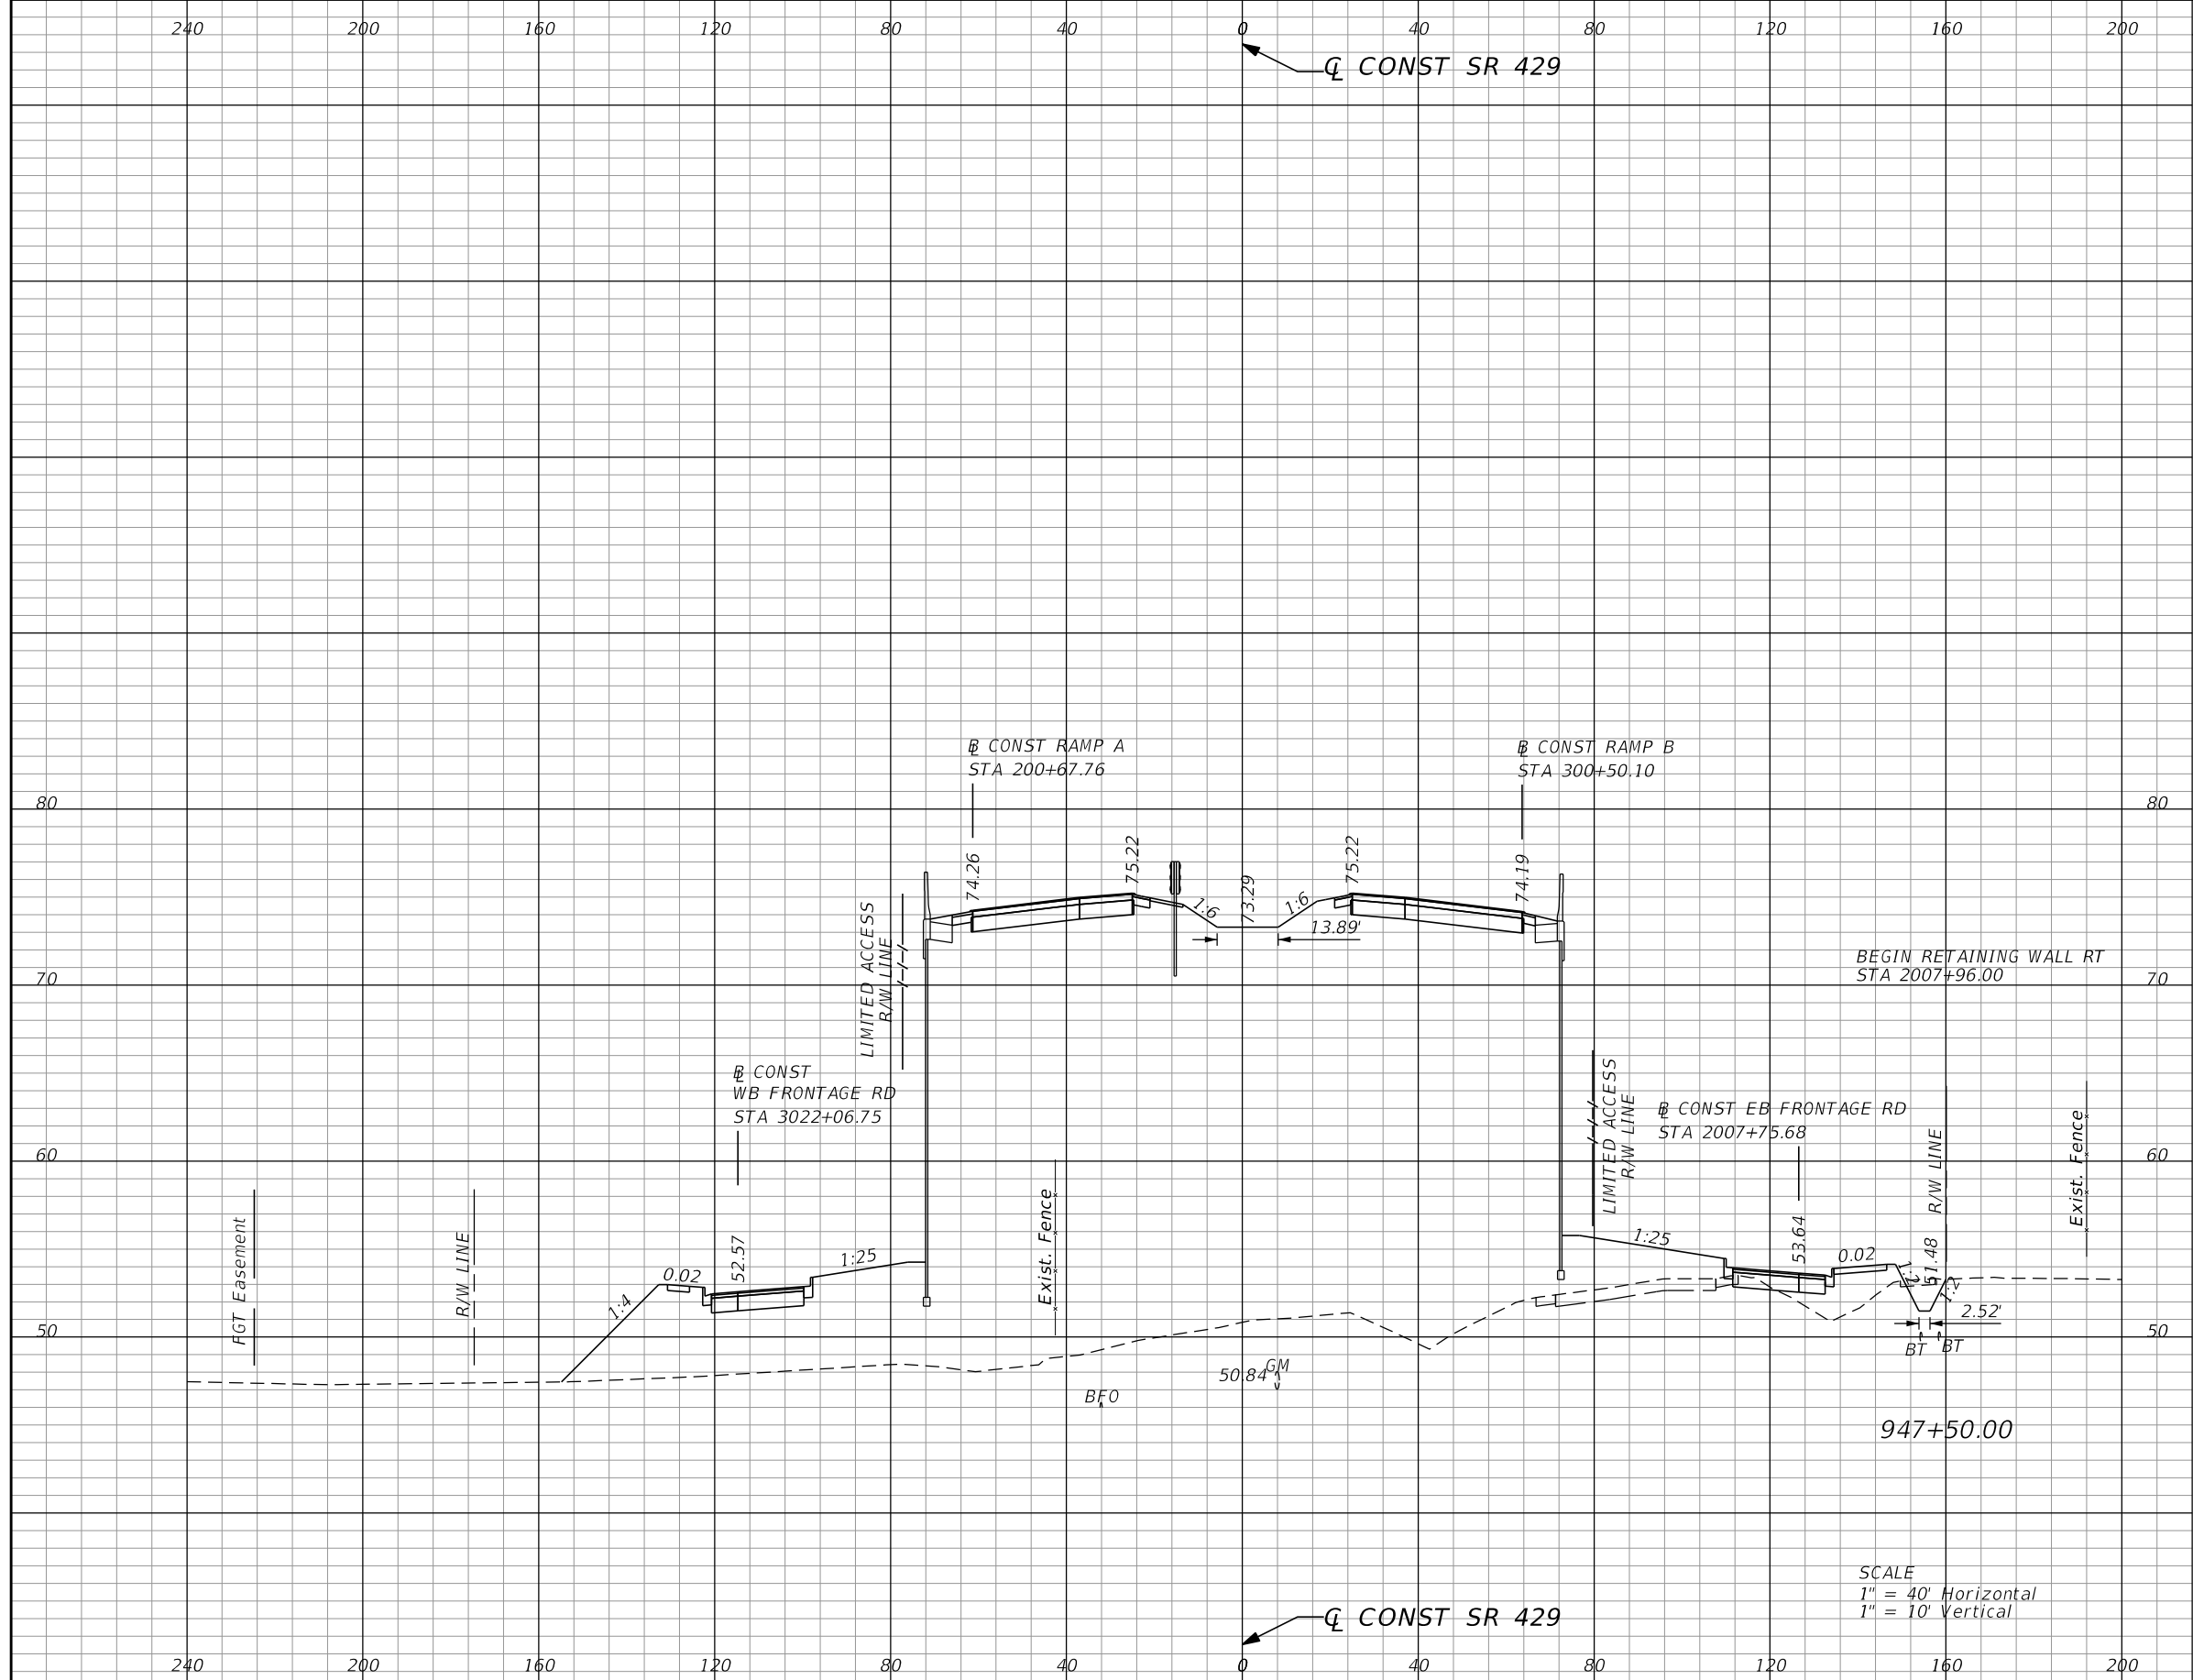 240 200 160 120 80 40 0 40 80 120 160 200
℄ CONST SR 429
℄ CONST RAMP A
STA 200+67.76
℄ CONST RAMP B
STA 300+50.10
80 80
74.26
75.22
1:6
73.29
1:6
13.89'
75.22
74.19
LIMITED ACCESS
R/W LINE
BEGIN RETAINING WALL RT
STA 2007+96.00
70 70
℄ CONST
WB FRONTAGE RD
STA 3022+06.75
LIMITED ACCESS
R/W LINE
℄ CONST EB FRONTAGE RD
STA 2007+75.68
60 60
FGT Easement
R/W LINE
1:4
0.02
52.57
1:25
Exist. Fence
1:25
53.64
0.02
1:2
51.48
R/W LINE
1:2
Exist. Fence
2.52'
50 50
BT BT
GM
50.84
BFO
947+50.00
SCALE
1" = 40' Horizontal
1" = 10' Vertical
℄ CONST SR 429
240 200 160 120 80 40 0 40 80 120 160 200